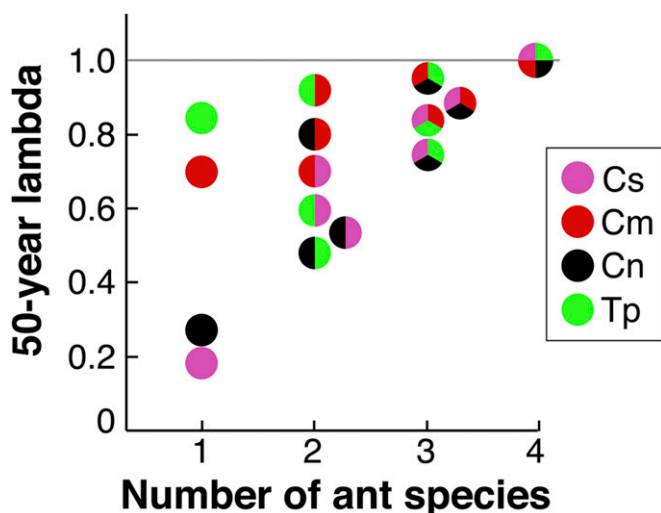 50-year lambda
1.0
0.8
0.6
0.4
0.2
0
1 2 3 4
Number of ant species
Cs
Cm
Cn
Tp